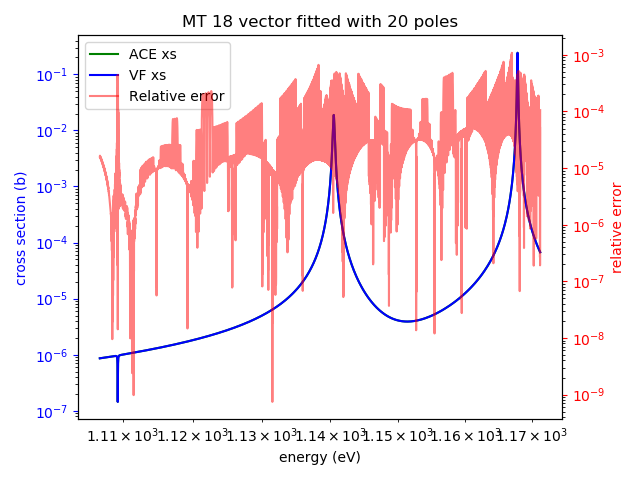 MT 18 vector fitted with 20 poles
ACE xs
VF xs
Relative error
cross section (b)
10⁻¹
10⁻²
10⁻³
10⁻⁴
10⁻⁵
10⁻⁶
10⁻⁷
10⁻³
10⁻⁴
10⁻⁵
10⁻⁶
10⁻⁷
10⁻⁸
10⁻⁹
relative error
1.11 × 10³ 1.12 × 10³ 1.13 × 10³ 1.14 × 10³ 1.15 × 10³ 1.16 × 10³ 1.17 × 10³
energy (eV)